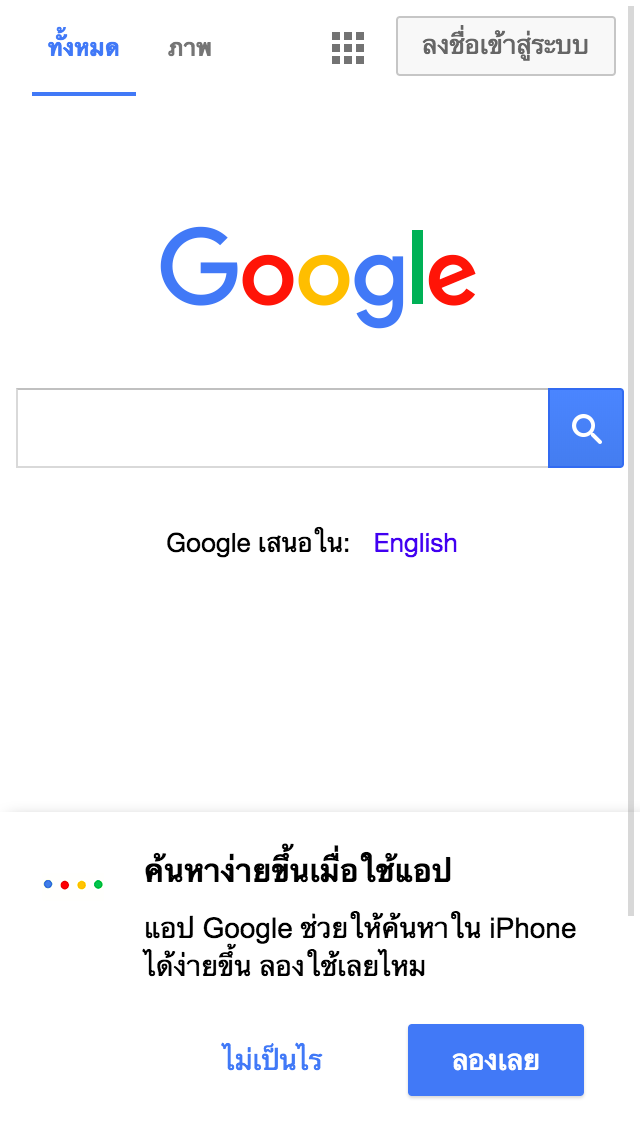 ทั้งหมด ภาพ ลงชื่อเข้าสู่ระบบ
Google
Google เสนอใน: English
ค้นหาง่ายขึ้นเมื่อใช้แอป
แอป Google ช่วยให้ค้นหาใน iPhone
ได้ง่ายขึ้น ลองใช้เลยไหม
ไม่เป็นไร ลองเลย